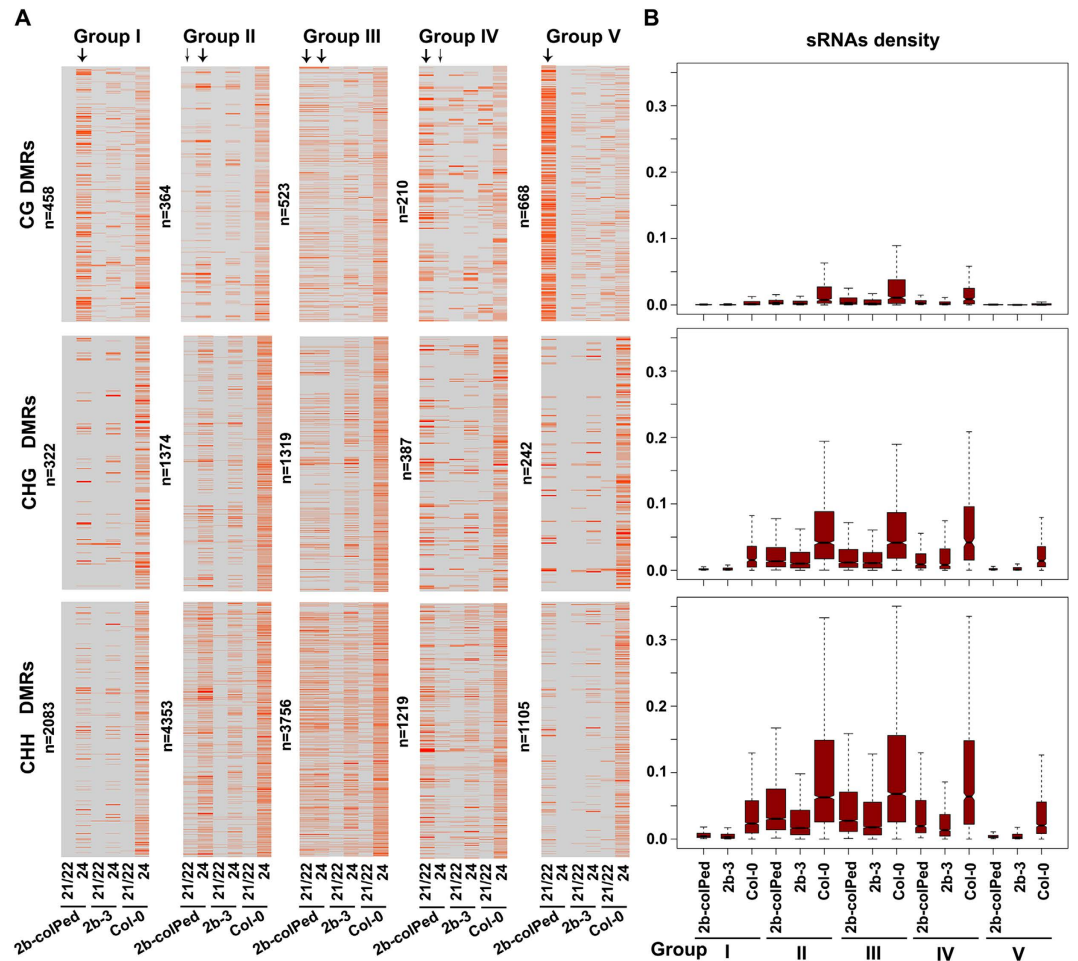 A
Group I
Group II
Group III
Group IV
Group V
CG DMRs
n=458
n=364
n=523
n=210
n=668
CHG DMRs
n=322
n=1374
n=1319
n=387
n=242
CHH DMRs
n=2083
n=4353
n=3756
n=1219
n=1105
21/22 24 21/22 24 21/22 24
2b-colPed 2b-3 Col-0
21/22 24 21/22 24 21/22 24
2b-colPed 2b-3 Col-0
21/22 24 21/22 24 21/22 24
2b-colPed 2b-3 Col-0
21/22 24 21/22 24 21/22 24
2b-colPed 2b-3 Col-0
21/22 24 21/22 24 21/22 24
2b-colPed 2b-3 Col-0
B
sRNAs density
0.3
0.2
0.1
0.0
0.3
0.2
0.1
0.0
0.3
0.2
0.1
0.0
2b-colPed 2b-3 Col-0 2b-colPed 2b-3 Col-0 2b-colPed 2b-3 Col-0 2b-colPed 2b-3 Col-0 2b-colPed 2b-3 Col-0
Group I II III IV V